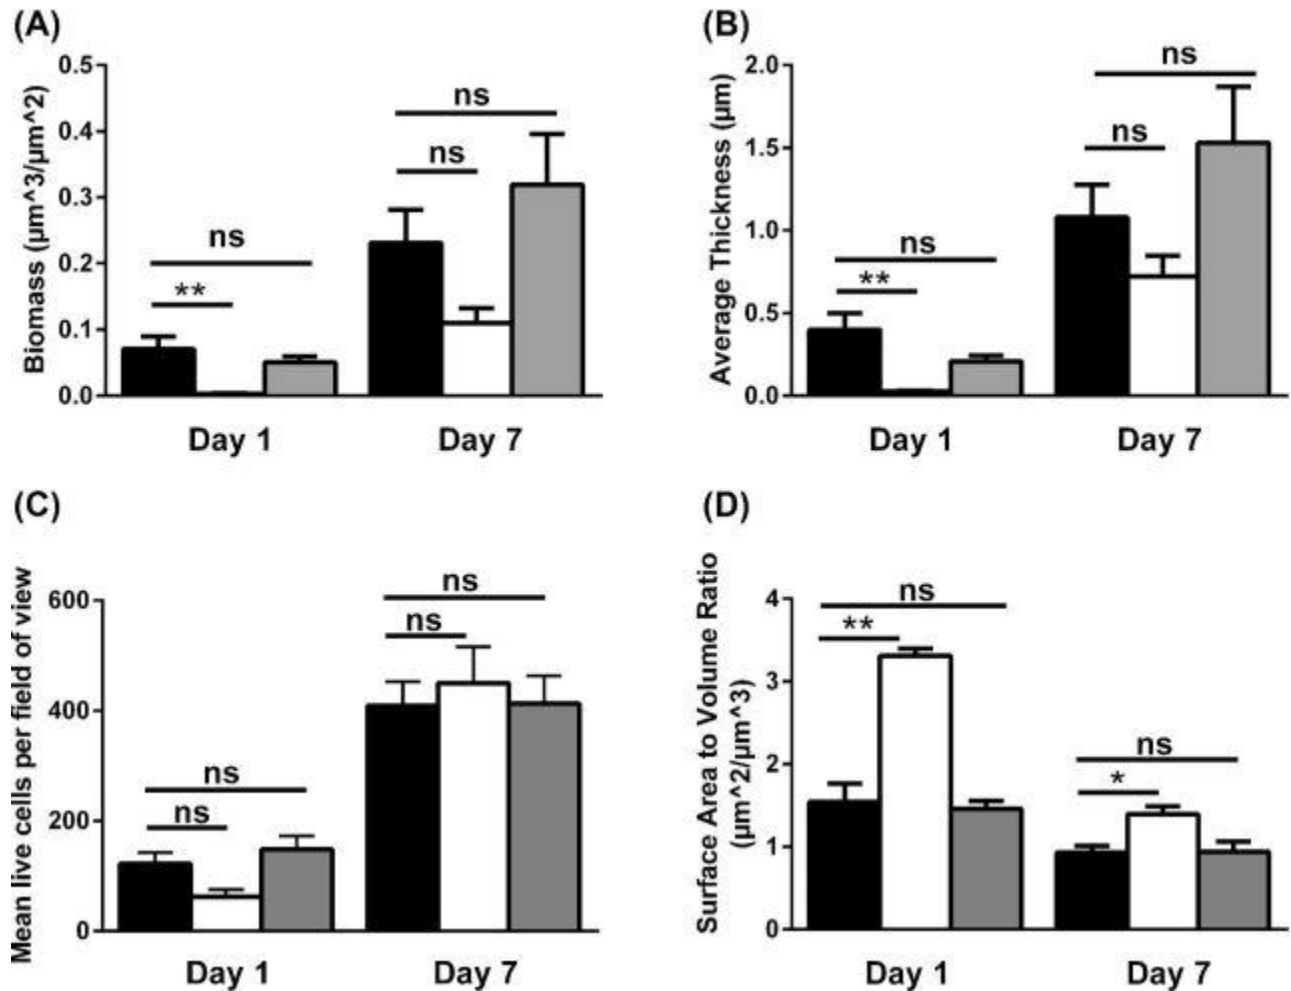 (A)
Biomass (µm^3/µm^2)
0.5
0.4
0.3
0.2
0.1
0.0
ns
**
ns
ns
Day 1
Day 7
(B)
Average Thickness (µm)
2.0
1.5
1.0
0.5
0.0
ns
**
ns
ns
Day 1
Day 7
(C)
Mean live cells per field of view
600
400
200
0
ns
ns
ns
ns
Day 1
Day 7
(D)
Surface Area to Volume Ratio
(µm^2/µm^3)
4
3
2
1
0
ns
**
ns
*
Day 1
Day 7